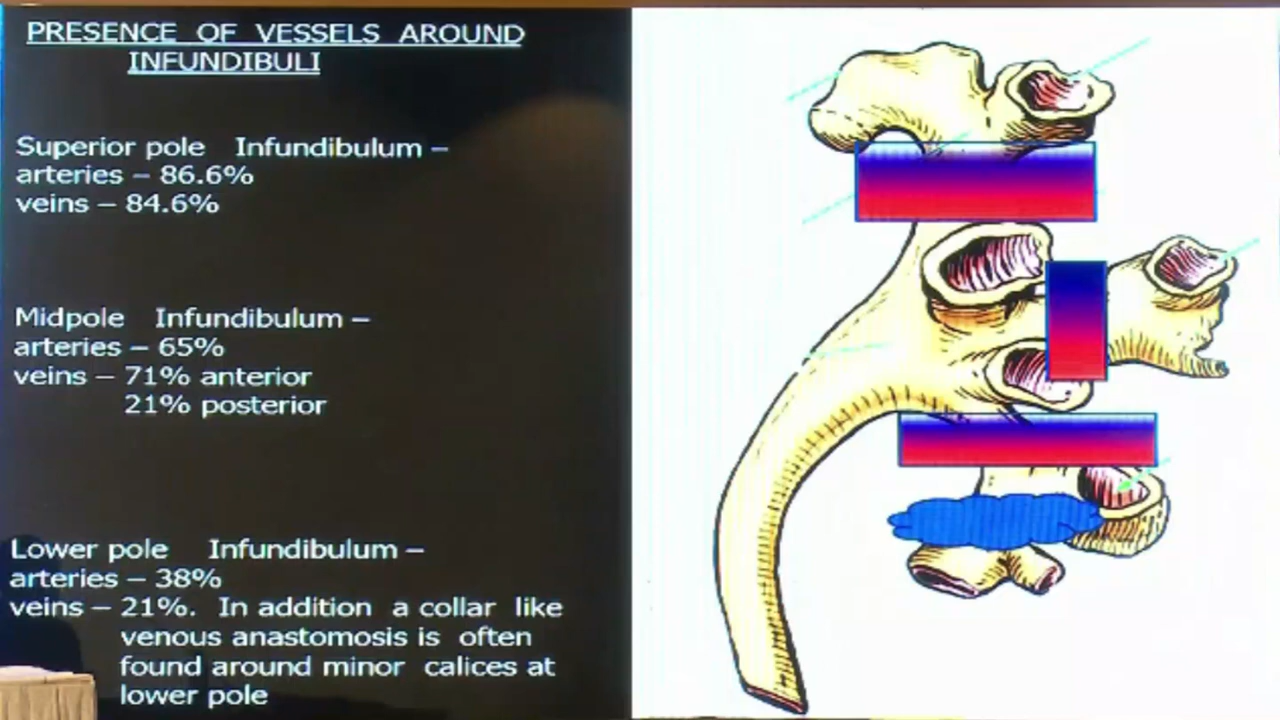 PRESENCE OF VESSELS AROUND
INFUNDIBULI
Superior pole Infundibulum –
arteries – 86.6%
veins – 84.6%
Midpole Infundibulum –
arteries – 65%
veins – 71% anterior
21% posterior
Lower pole Infundibulum –
arteries – 38%
veins – 21%. In addition a collar like
venous anastomosis is often
found around minor calices at
lower pole